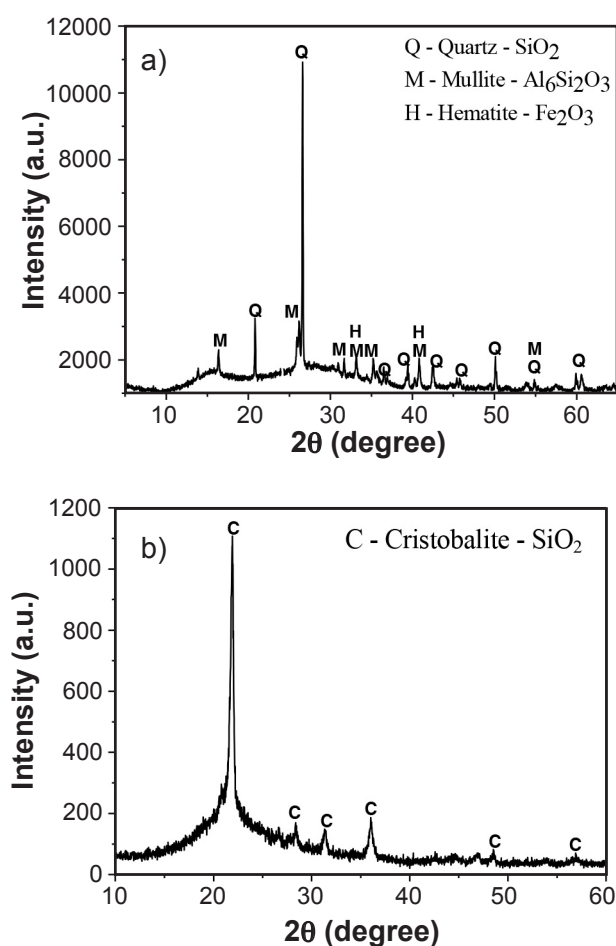 a)
Q - Quartz - SiO2
M - Mullite - Al6Si2O3
H - Hematite - Fe2O3
Intensity (a.u.)
12000
10000
8000
6000
4000
2000
Q
M
Q
M
M
M
H
M
M
Q
Q
H
M
Q
Q
Q
M
Q
Q
10 20 30 40 50 60
2θ (degree)
b)
C - Cristobalite - SiO2
Intensity (a.u.)
1200
1000
800
600
400
200
0
C
C
C
C
C
C
10 20 30 40 50 60
2θ (degree)